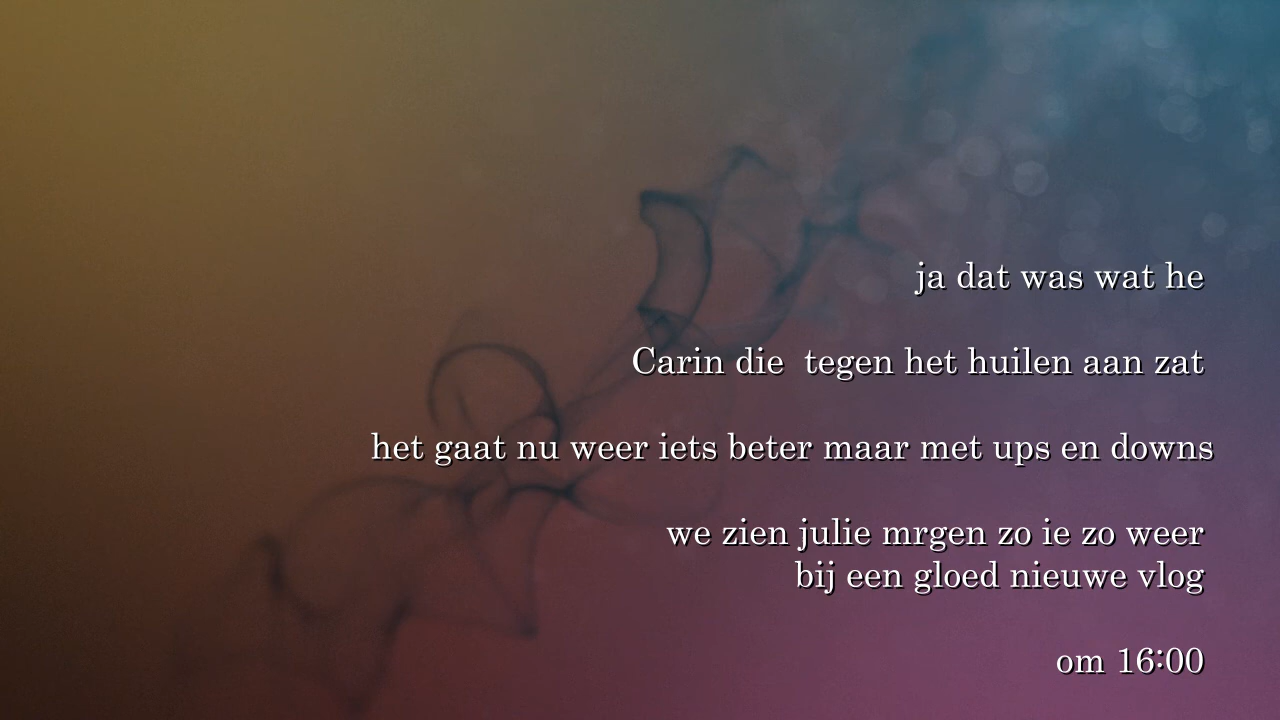 ja dat was wat he
Carin die  tegen het huilen aan zat
het gaat nu weer iets beter maar met ups en downs
we zien julie mrgen zo ie zo weer
bij een gloed nieuwe vlog
om 16:00